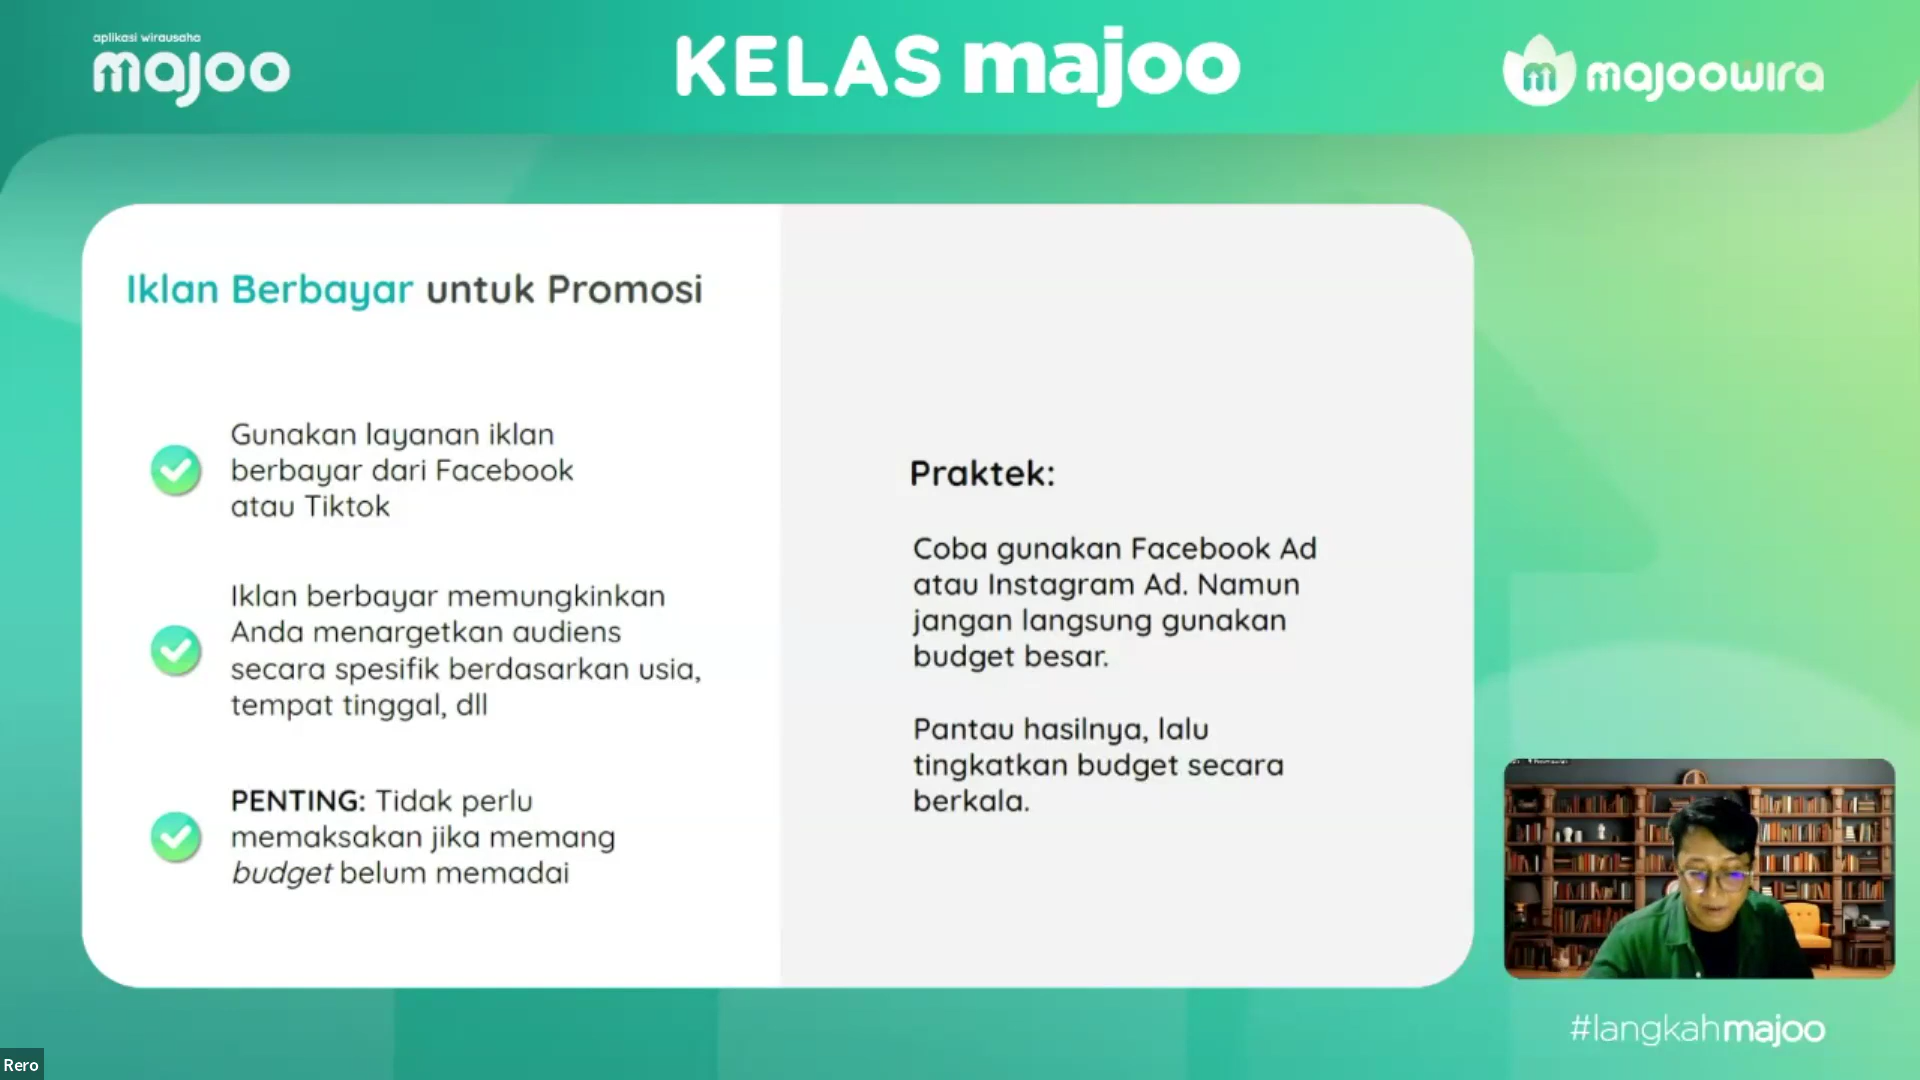 aplikasi wirausaha
majoo
KELAS majoo
majoowira
Iklan Berbayar untuk Promosi
Gunakan layanan iklan
berbayar dari Facebook
atau Tiktok
Iklan berbayar memungkinkan
Anda menargetkan audiens
secara spesifik berdasarkan usia,
tempat tinggal, dll
PENTING: Tidak perlu
memaksakan jika memang
budget belum memadai
Praktek:
Coba gunakan Facebook Ad
atau Instagram Ad. Namun
jangan langsung gunakan
budget besar.
Pantau hasilnya, lalu
tingkatkan budget secara
berkala.
#langkahmajoo
Rero